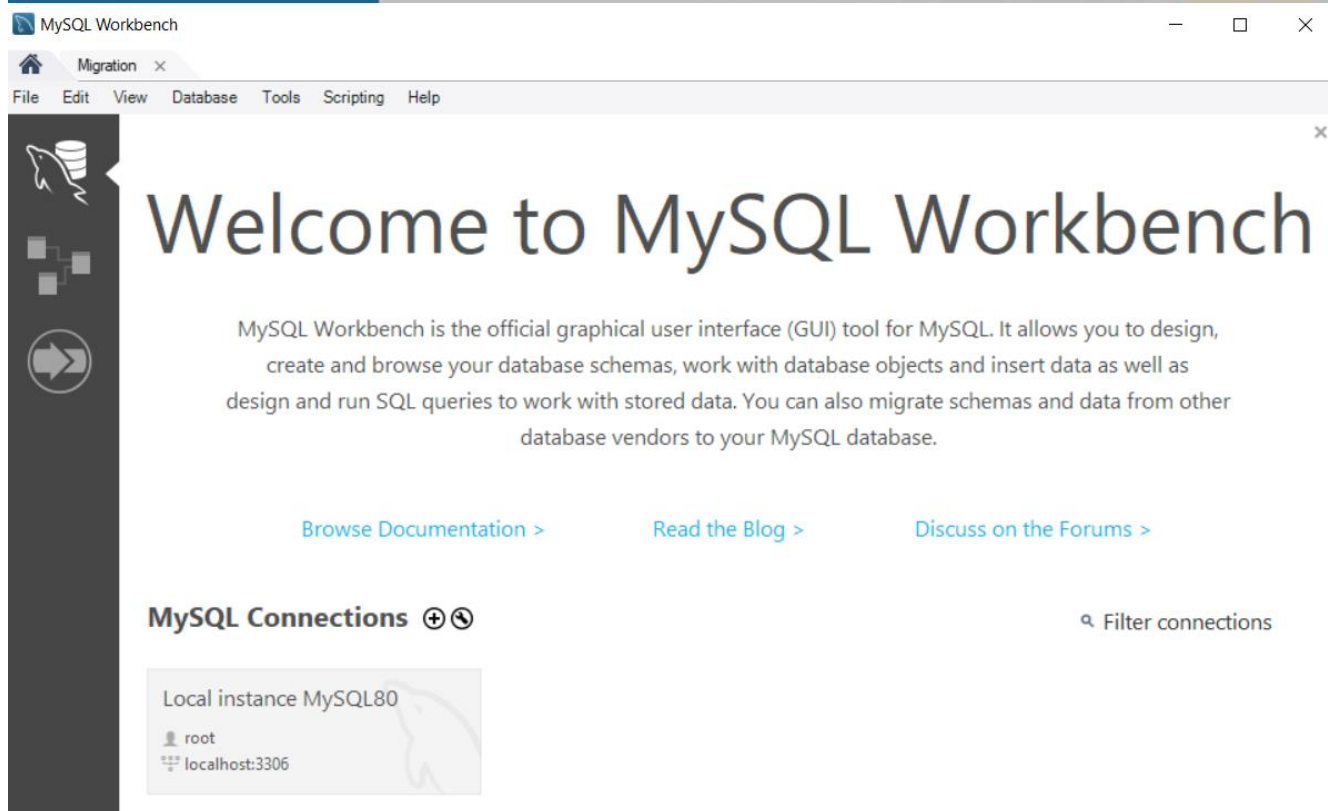 MySQL Workbench
Migration
File Edit View Database Tools Scripting Help
Welcome to MySQL Workbench
MySQL Workbench is the official graphical user interface (GUI) tool for MySQL. It allows you to design,
create and browse your database schemas, work with database objects and insert data as well as
design and run SQL queries to work with stored data. You can also migrate schemas and data from other
database vendors to your MySQL database.
Browse Documentation > Read the Blog > Discuss on the Forums >
MySQL Connections Filter connections
Local instance MySQL80
root
localhost:3306